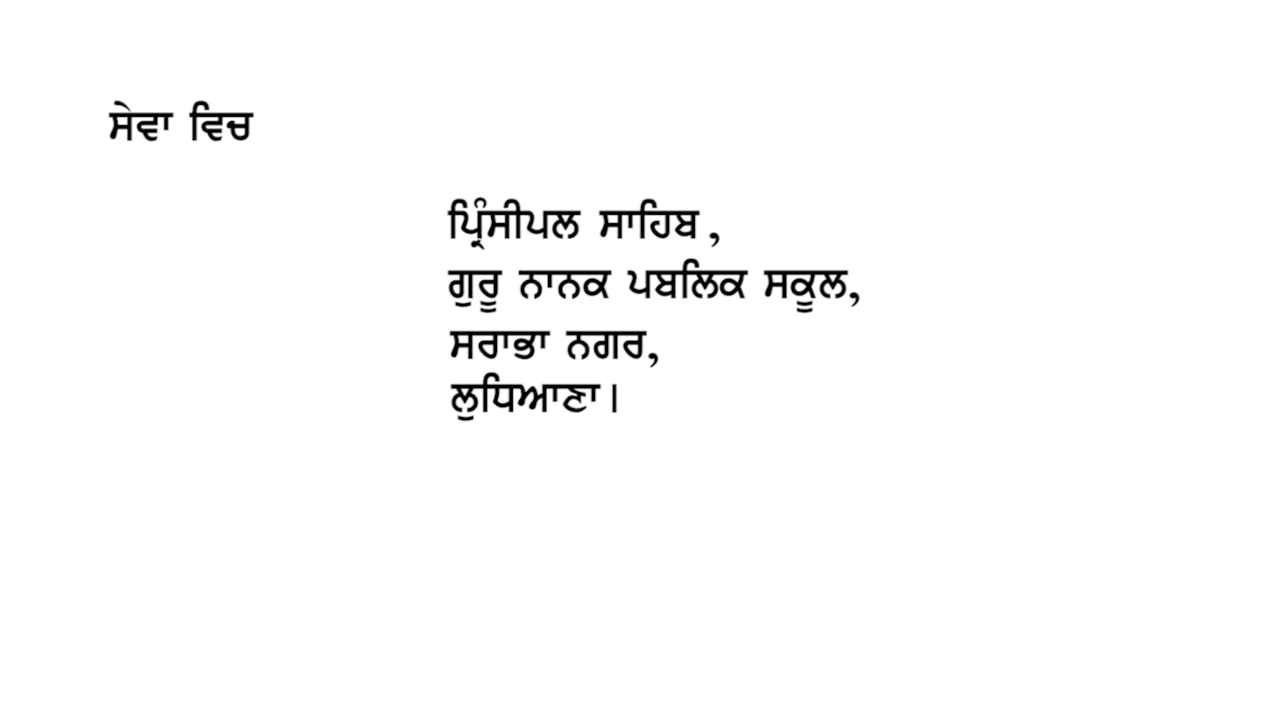 ਸੇਵਾ ਵਿਚ
ਪ੍ਰਿੰਸੀਪਲ ਸਾਹਿਬ ,
ਗੁਰੂ ਨਾਨਕ ਪਬਲਿਕ ਸਕੂਲ,
ਸਰਾਭਾ ਨਗਰ,
ਲੁਧਿਆਣਾ।